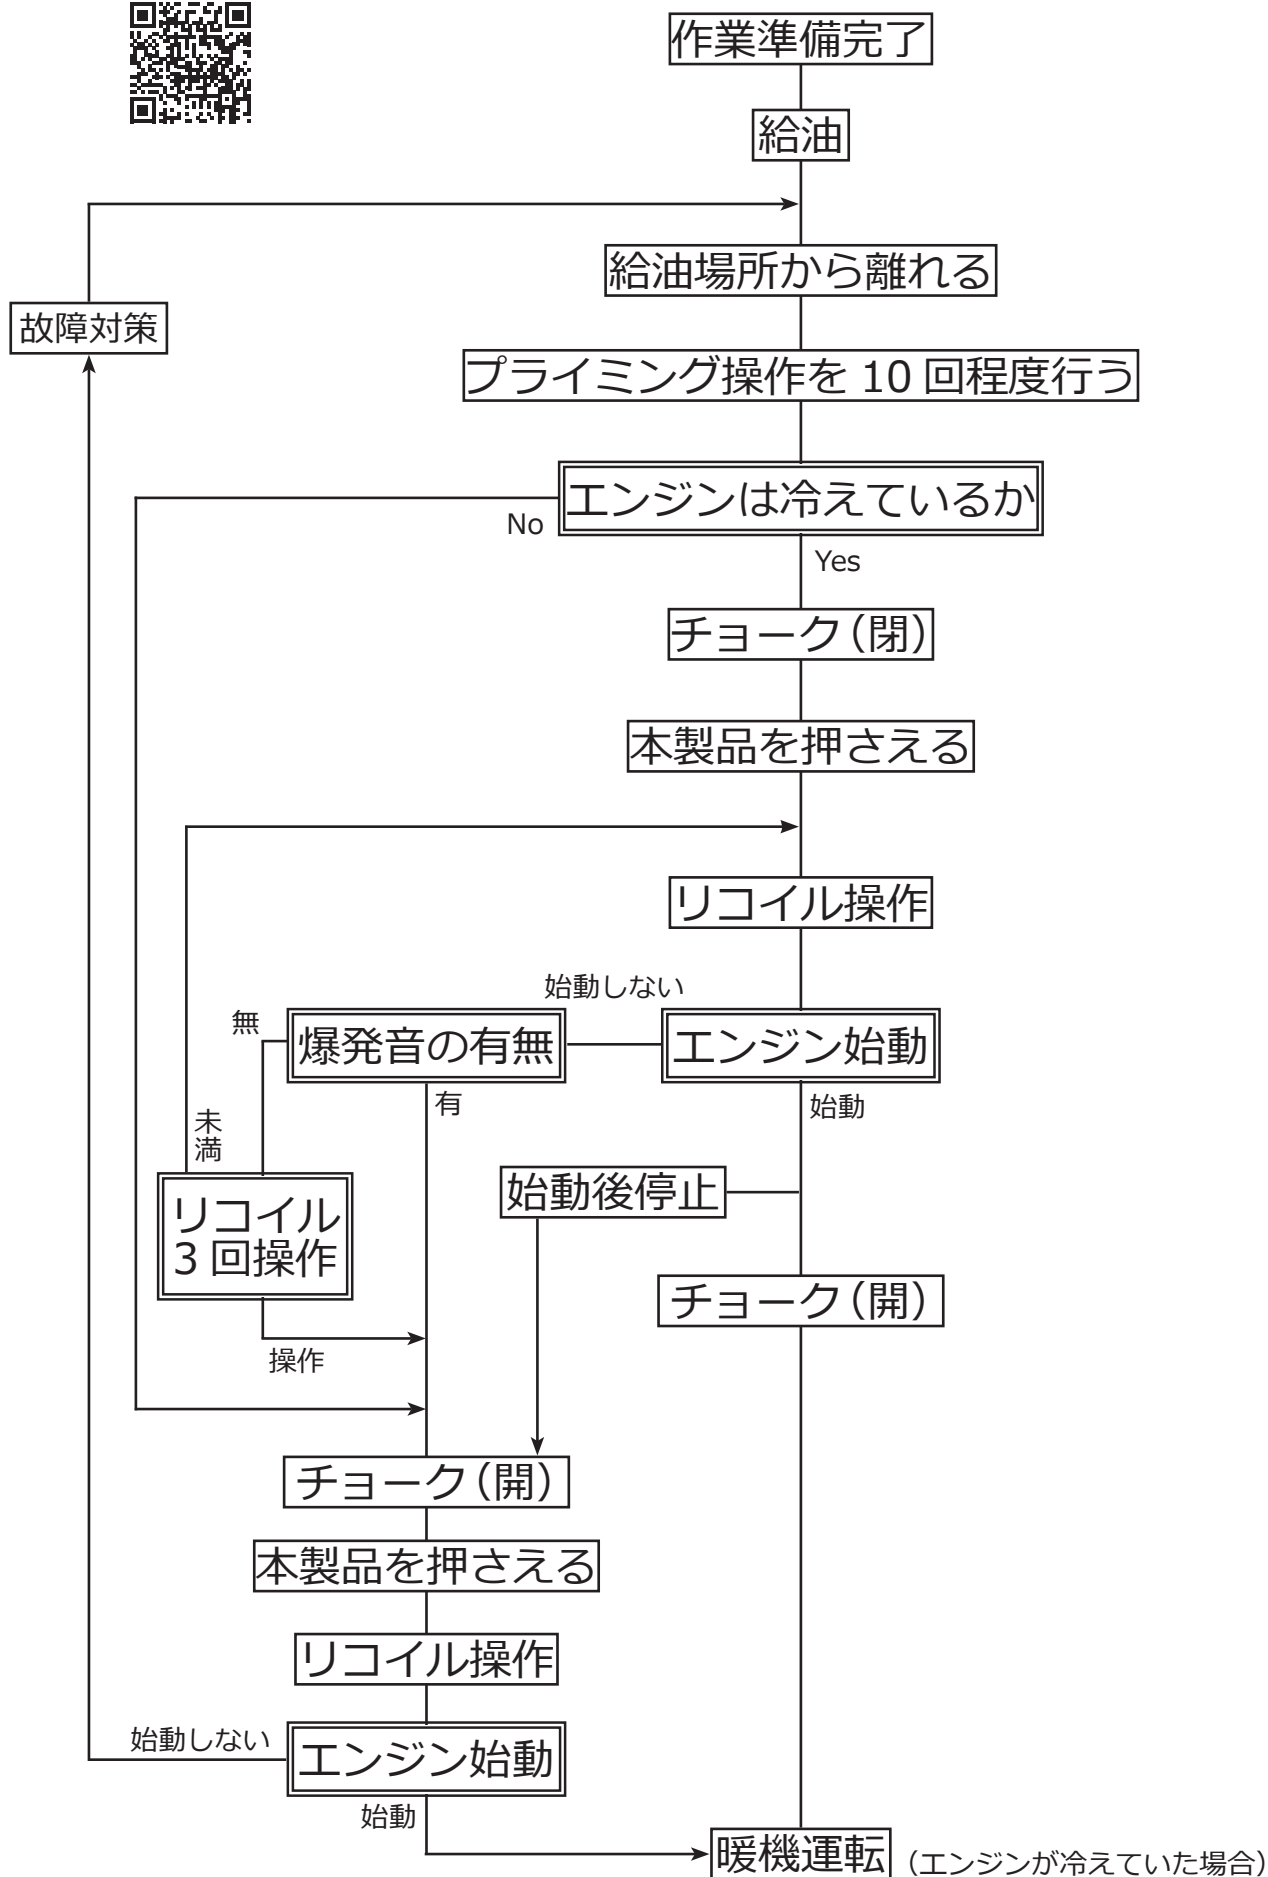 作業準備完了
給油
給油場所から離れる
故障対策
プライミング操作を 10 回程度行う
エンジンは冷えているか
No
Yes
チョーク(閉)
本製品を押さえる
リコイル操作
始動しない
無
爆発音の有無
エンジン始動
有
始動
未満
始動後停止
リコイル
3 回操作
チョーク(開)
操作
チョーク(開)
本製品を押さえる
リコイル操作
始動しない
エンジン始動
始動
暖機運転 (エンジンが冷えていた場合)